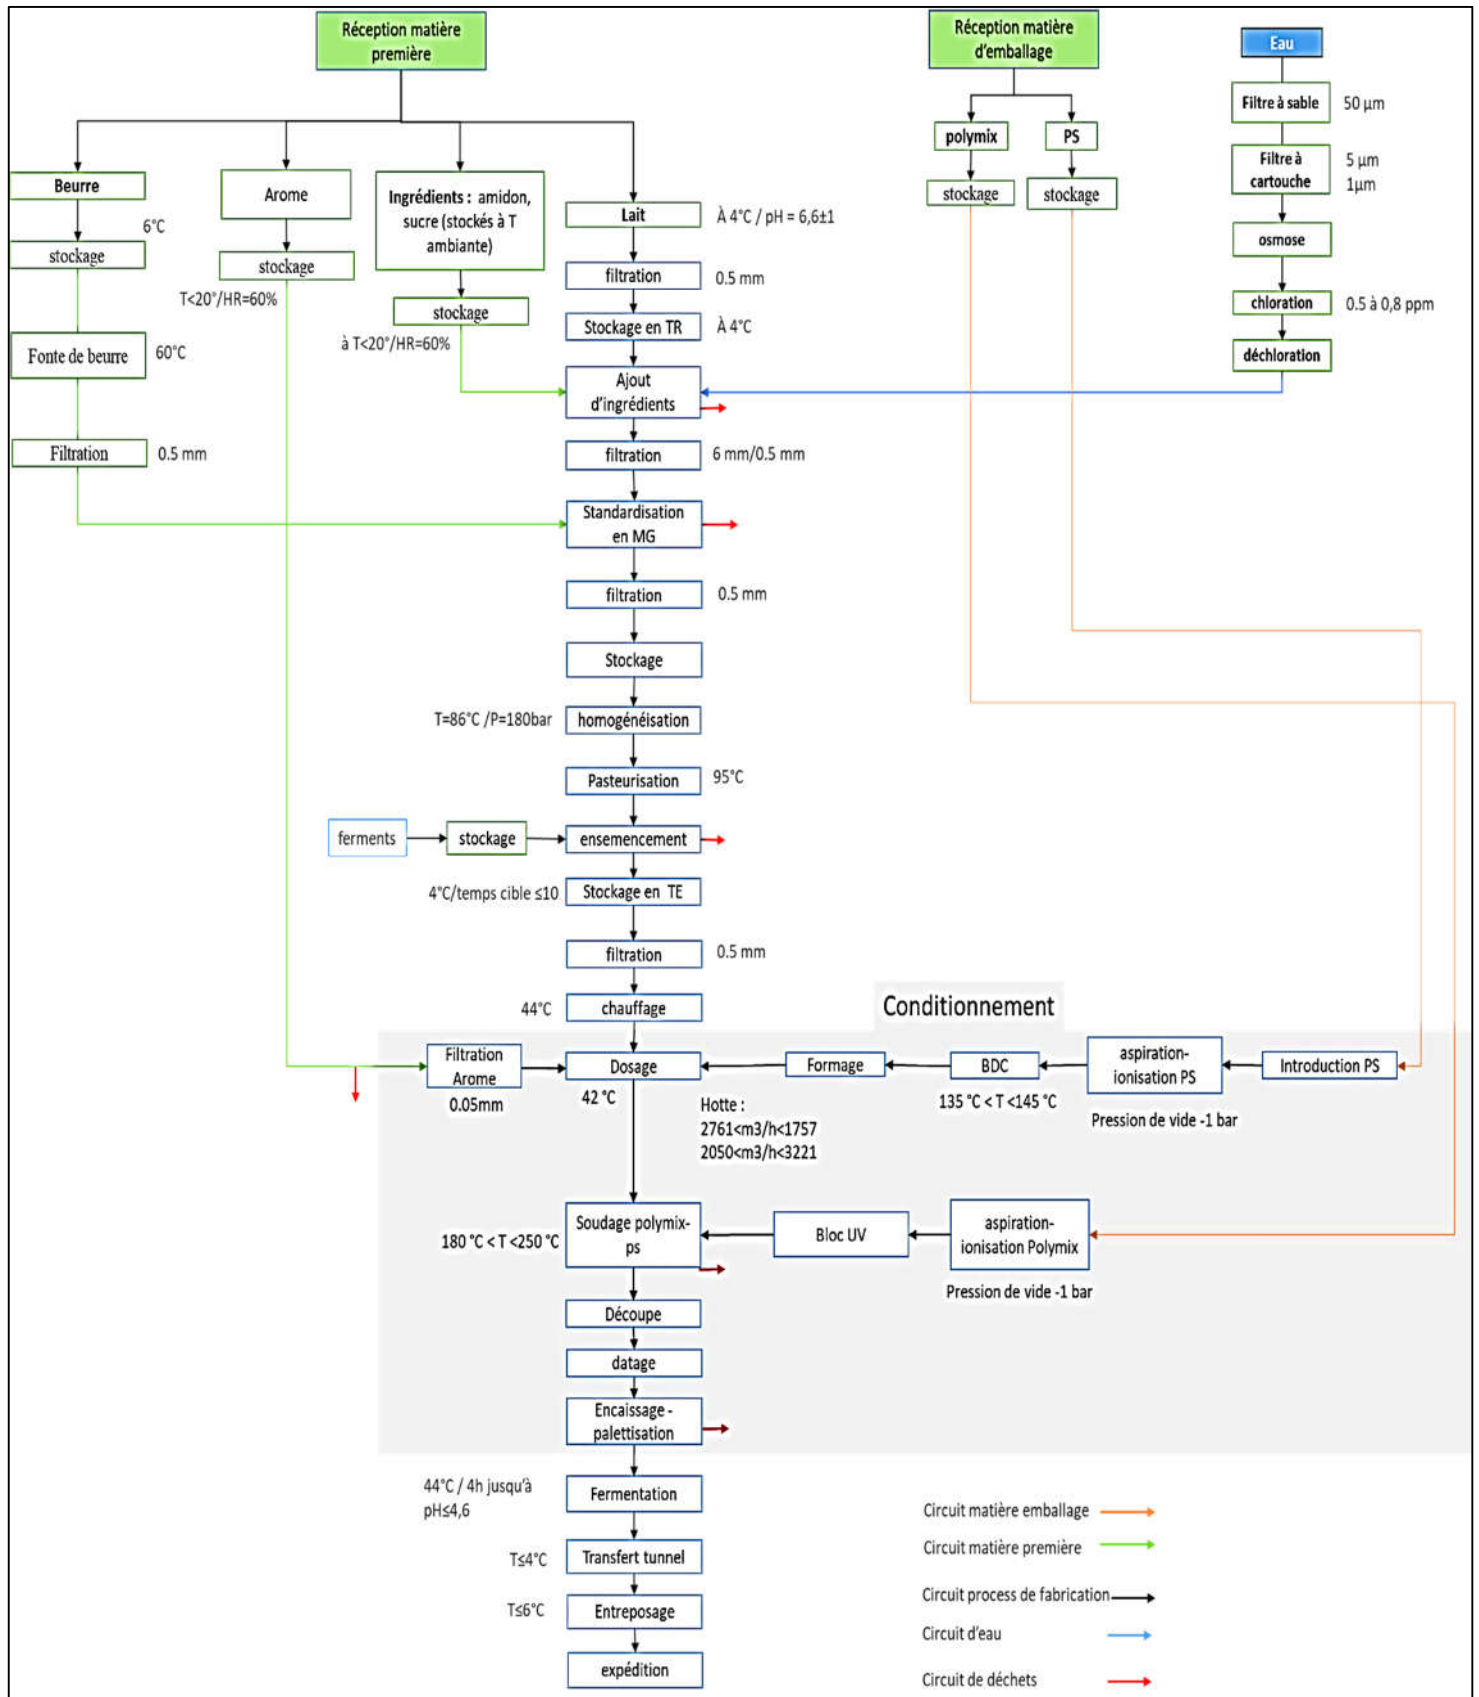 Réception matière
première
Réception matière
d'emballage
Eau
Filtre à sable
50 µm
polymix
PS
Filtre à
cartouche
5 µm
1µm
Beurre
Arome
Ingrédients : amidon,
sucre (stockés à T
ambiante)
stockage
stockage
Lait
À 4°C / pH = 6,6±1
6°C
osmose
stockage
stockage
filtration
0.5 mm
T<20°/HR=60%
stockage
chloration
0.5 à 0,8 ppm
Stockage en TR
À 4°C
à T<20°/HR=60%
Fonte de beurre
60°C
déchloration
Ajout
d'ingrédients
Filtration
0.5 mm
filtration
6 mm/0.5 mm
Standardisation
en MG
filtration
0.5 mm
Stockage
T=86°C /P=180bar
homogénéisation
Pasteurisation
95°C
ferments
stockage
ensemencement
4°C/temps cible ≤10
Stockage en TE
filtration
0.5 mm
44°C
chauffage
Conditionnement
Filtration
Arome
0.05mm
Dosage
42 °C
Formage
BDC
135 °C < T <145 °C
aspiration-
ionisation PS
Pression de vide -1 bar
Introduction PS
Hotte :
2761<m3/h<1757
2050<m3/h<3221
180 °C < T <250 °C
Soudage polymix-
ps
Bloc UV
aspiration-
ionisation Polymix
Pression de vide -1 bar
Découpe
datage
Encaissage -
palettisation
44°C / 4h jusqu'à
pH≤4,6
Fermentation
T≤4°C
Transfert tunnel
T≤6°C
Entreposage
expédition
Circuit matière emballage
Circuit matière première
Circuit process de fabrication
Circuit d'eau
Circuit de déchets